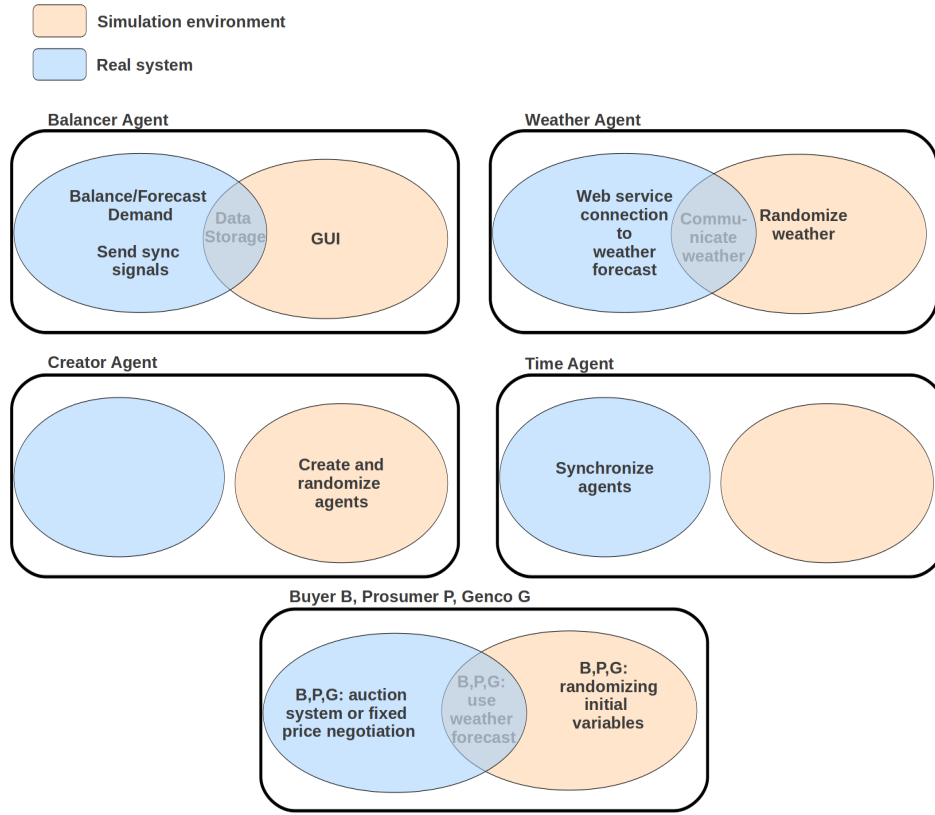 Simulation environment
Real system
Balancer Agent
Balance/Forecast
Demand
Send sync
signals
Data
Storage
GUI
Weather Agent
Web service
connection
to
weather
forecast
Commu-
nicate
weather
Randomize
weather
Creator Agent
Create and
randomize
agents
Time Agent
Synchronize
agents
Buyer B, Prosumer P, Genco G
B,P,G: auction
system or fixed
price negotiation
B,P,G:
use
weather
forecast
B,P,G:
randomizing
initial
variables